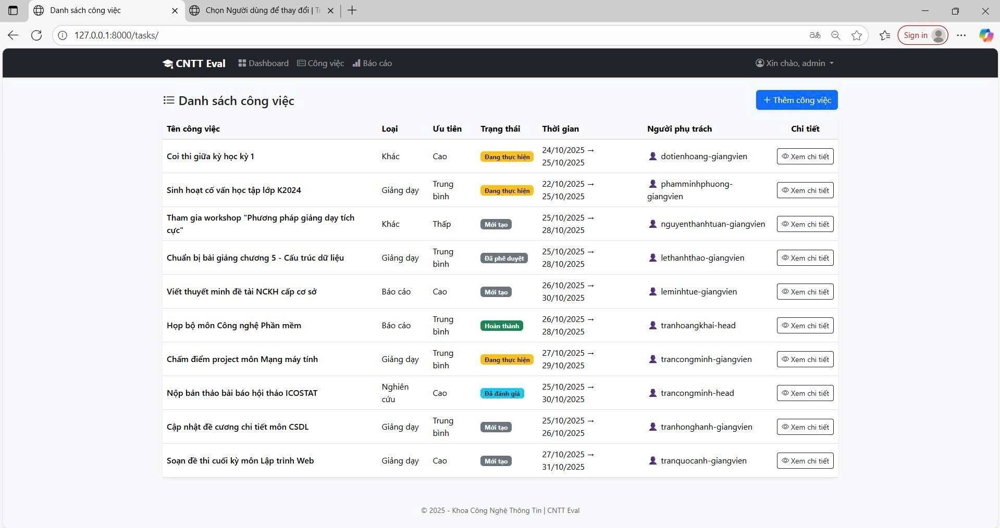 Danh sách công việc
Chọn Người dùng để thay đổi | Tr
127.0.0.1:8000/tasks/
Sign in
CNTT Eval Dashboard Công việc Báo cáo Xin chào, admin
Danh sách công việc
+ Thêm công việc
Tên công việc Loại Ưu tiên Trạng thái Thời gian Người phụ trách Chi tiết
Coi thi giữa kỳ học kỳ 1 Khác Cao Đang thực hiện 24/10/2025 → 25/10/2025 dotienhoang-giangvien Xem chi tiết
Sinh hoạt cố vấn học tập lớp K2024 Giảng dạy Trung bình Đang thực hiện 22/10/2025 → 25/10/2025 phamminhphuong-giangvien Xem chi tiết
Tham gia workshop "Phương pháp giảng dạy tích cực" Khác Thấp Mới tạo 25/10/2025 → 28/10/2025 nguyenthanhtuan-giangvien Xem chi tiết
Chuẩn bị bài giảng chương 5 - Cấu trúc dữ liệu Giảng dạy Trung bình Đã phê duyệt 25/10/2025 → 28/10/2025 lethanhthao-giangvien Xem chi tiết
Viết thuyết minh đề tài NCKH cấp cơ sở Báo cáo Cao Mới tạo 26/10/2025 → 30/10/2025 leminhtue-giangvien Xem chi tiết
Họp bộ môn Công nghệ Phần mềm Báo cáo Trung bình Hoàn thành 26/10/2025 → 28/10/2025 tranhoangkhai-head Xem chi tiết
Chấm điểm project môn Mạng máy tính Giảng dạy Trung bình Đang thực hiện 27/10/2025 → 29/10/2025 trancongminh-giangvien Xem chi tiết
Nộp bản thảo bài báo hội thảo ICOSTAT Nghiên cứu Cao Đã đánh giá 25/10/2025 → 30/10/2025 trancongminh-head Xem chi tiết
Cập nhật đề cương chi tiết môn CSDL Giảng dạy Trung bình Mới tạo 25/10/2025 → 26/10/2025 tranhonghanh-giangvien Xem chi tiết
Soạn đề thi cuối kỳ môn Lập trình Web Giảng dạy Cao Mới tạo 27/10/2025 → 31/10/2025 tranquocanh-giangvien Xem chi tiết
© 2025 - Khoa Công Nghệ Thông Tin | CNTT Eval